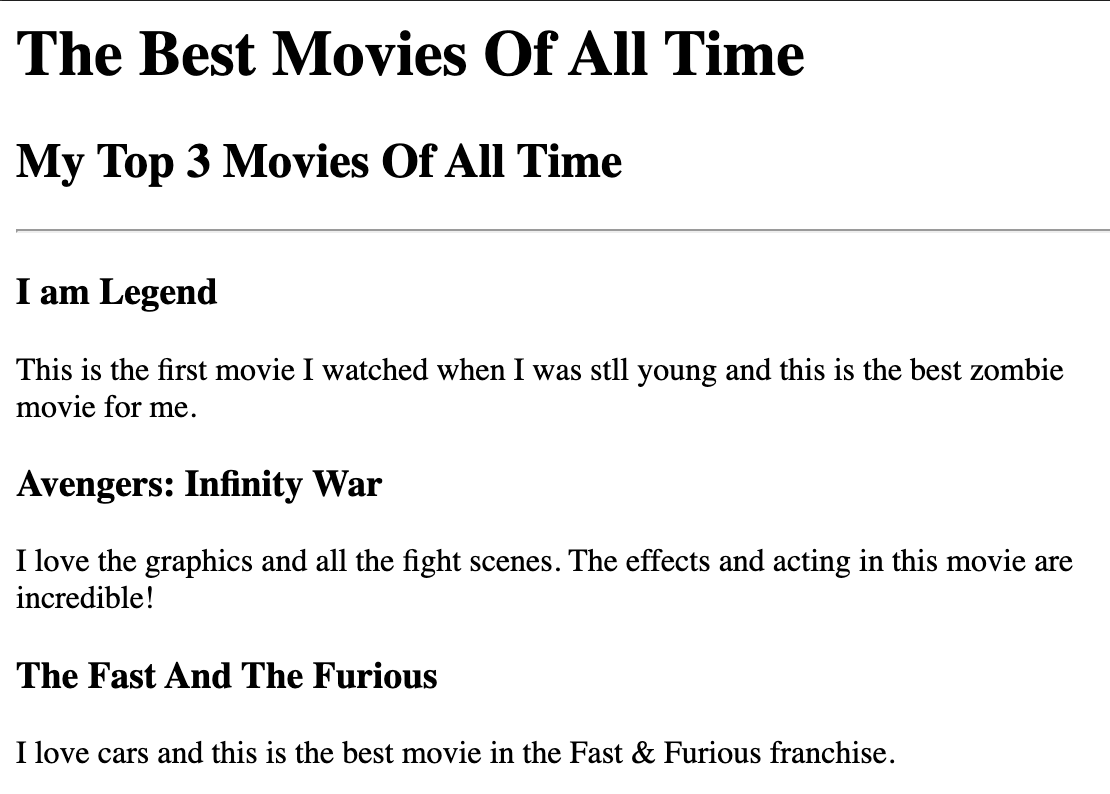 The Best Movies Of All Time
My Top 3 Movies Of All Time
I am Legend
This is the first movie I watched when I was stll young and this is the best zombie
movie for me.
Avengers: Infinity War
I love the graphics and all the fight scenes. The effects and acting in this movie are
incredible!
The Fast And The Furious
I love cars and this is the best movie in the Fast & Furious franchise.